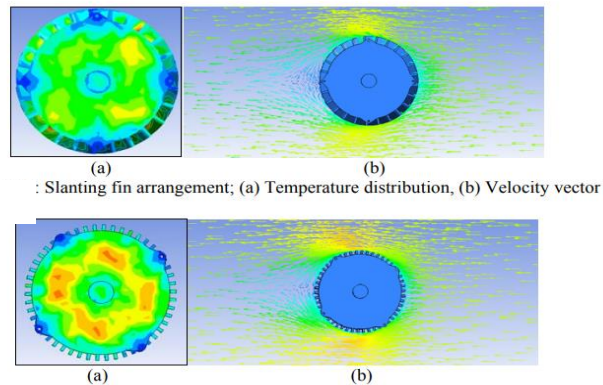 (a) (b)
: Slanting fin arrangement; (a) Temperature distribution, (b) Velocity vector
(a) (b)